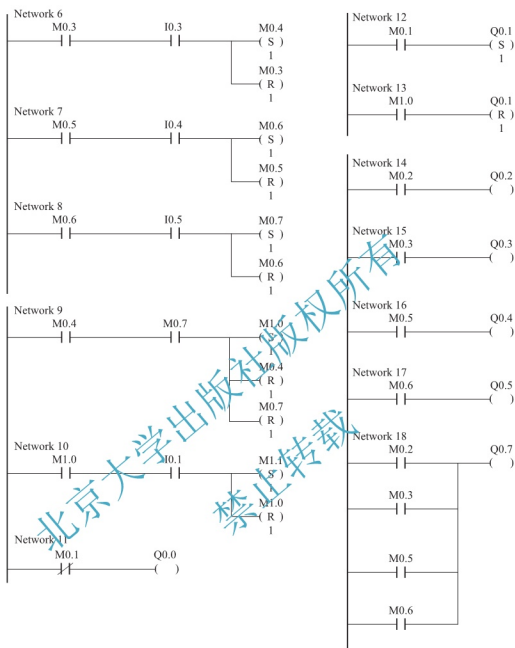 Network 6
M0.3 I0.3 M0.4
( S )
1
M0.3
( R )
1
Network 7
M0.5 I0.4 M0.6
( S )
1
M0.5
( R )
1
Network 8
M0.6 I0.5 M0.7
( S )
1
M0.6
( R )
1
Network 9
M0.4 M0.7 M1.0
( S )
1
M0.4
( R )
1
M0.7
( R )
1
Network 10
M1.0 I0.1 M1.1
( S )
1
M1.0
( R )
1
Network 11
M0.1 Q0.0
( )
Network 12
M0.1 Q0.1
( S )
1
Network 13
M1.0 Q0.1
( R )
1
Network 14
M0.2 Q0.2
( )
Network 15
M0.3 Q0.3
( )
Network 16
M0.5 Q0.4
( )
Network 17
M0.6 Q0.5
( )
Network 18
M0.2 Q0.7
( )
M0.3
M0.5
M0.6
北京大学出版社版权所有
禁止转载